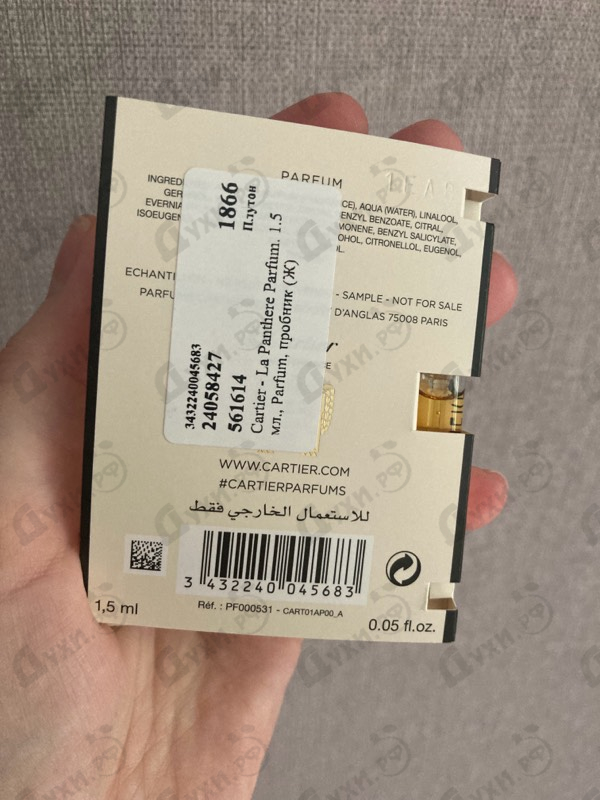 PARFUM
INGRED
GER
EVERNIA
ISOEUGEN
CE), AQUA (WATER), LINALOOL,
ENZYL BENZOATE, CITRAL,
MONENE, BENZYL SALICYLATE,
OHOL, CITRONELLOL, EUGENOL,
ECHANTI
- SAMPLE - NOT FOR SALE
PARFU
D'ANGLAS 75008 PARIS
1866
Плутон
3432240045683
24058427
561614
Cartier - La Panthere Parfum. 1.5
мл., Parfum, пробник (Ж)
WWW.CARTIER.COM
#CARTIERPARFUMS
للاستعمال الخارجي فقط
3 432240 045683
Réf. : PF000531 - CART01AP00_A
1,5 ml
0.05 fl.oz.
Духи.рф